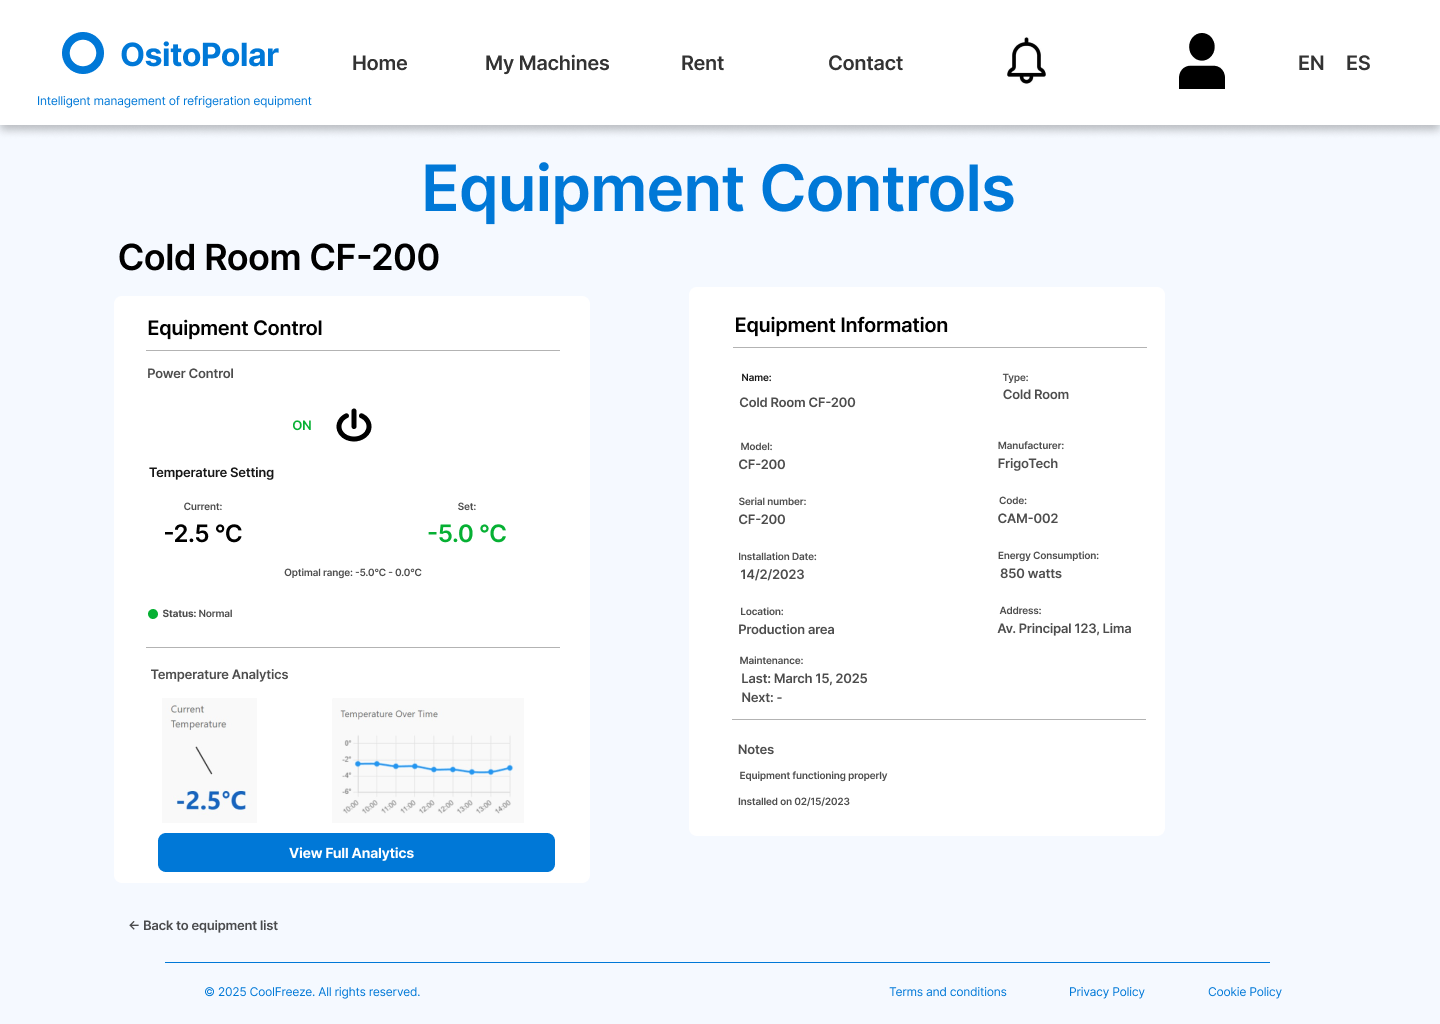 OsitoPolar
Intelligent management of refrigeration equipment
Home
My Machines
Rent
Contact
EN
ES
Equipment Controls
Cold Room CF-200
Equipment Control
Power Control
ON
Temperature Setting
Current:
-2.5 °C
Set:
-5.0 °C
Optimal range: -5.0°C - 0.0°C
Status: Normal
Temperature Analytics
Current
Temperature
-2.5°C
Temperature Over Time
0°
-2°
-4°
-6°
10:00
10:00
11:00
11:00
12:00
12:00
13:00
13:00
14:00
View Full Analytics
Equipment Information
Name:
Cold Room CF-200
Type:
Cold Room
Model:
CF-200
Manufacturer:
FrigoTech
Serial number:
CF-200
Code:
CAM-002
Installation Date:
14/2/2023
Energy Consumption:
850 watts
Location:
Production area
Address:
Av. Principal 123, Lima
Maintenance:
Last: March 15, 2025
Next: -
Notes
Equipment functioning properly
Installed on 02/15/2023
← Back to equipment list
© 2025 CoolFreeze. All rights reserved.
Terms and conditions
Privacy Policy
Cookie Policy